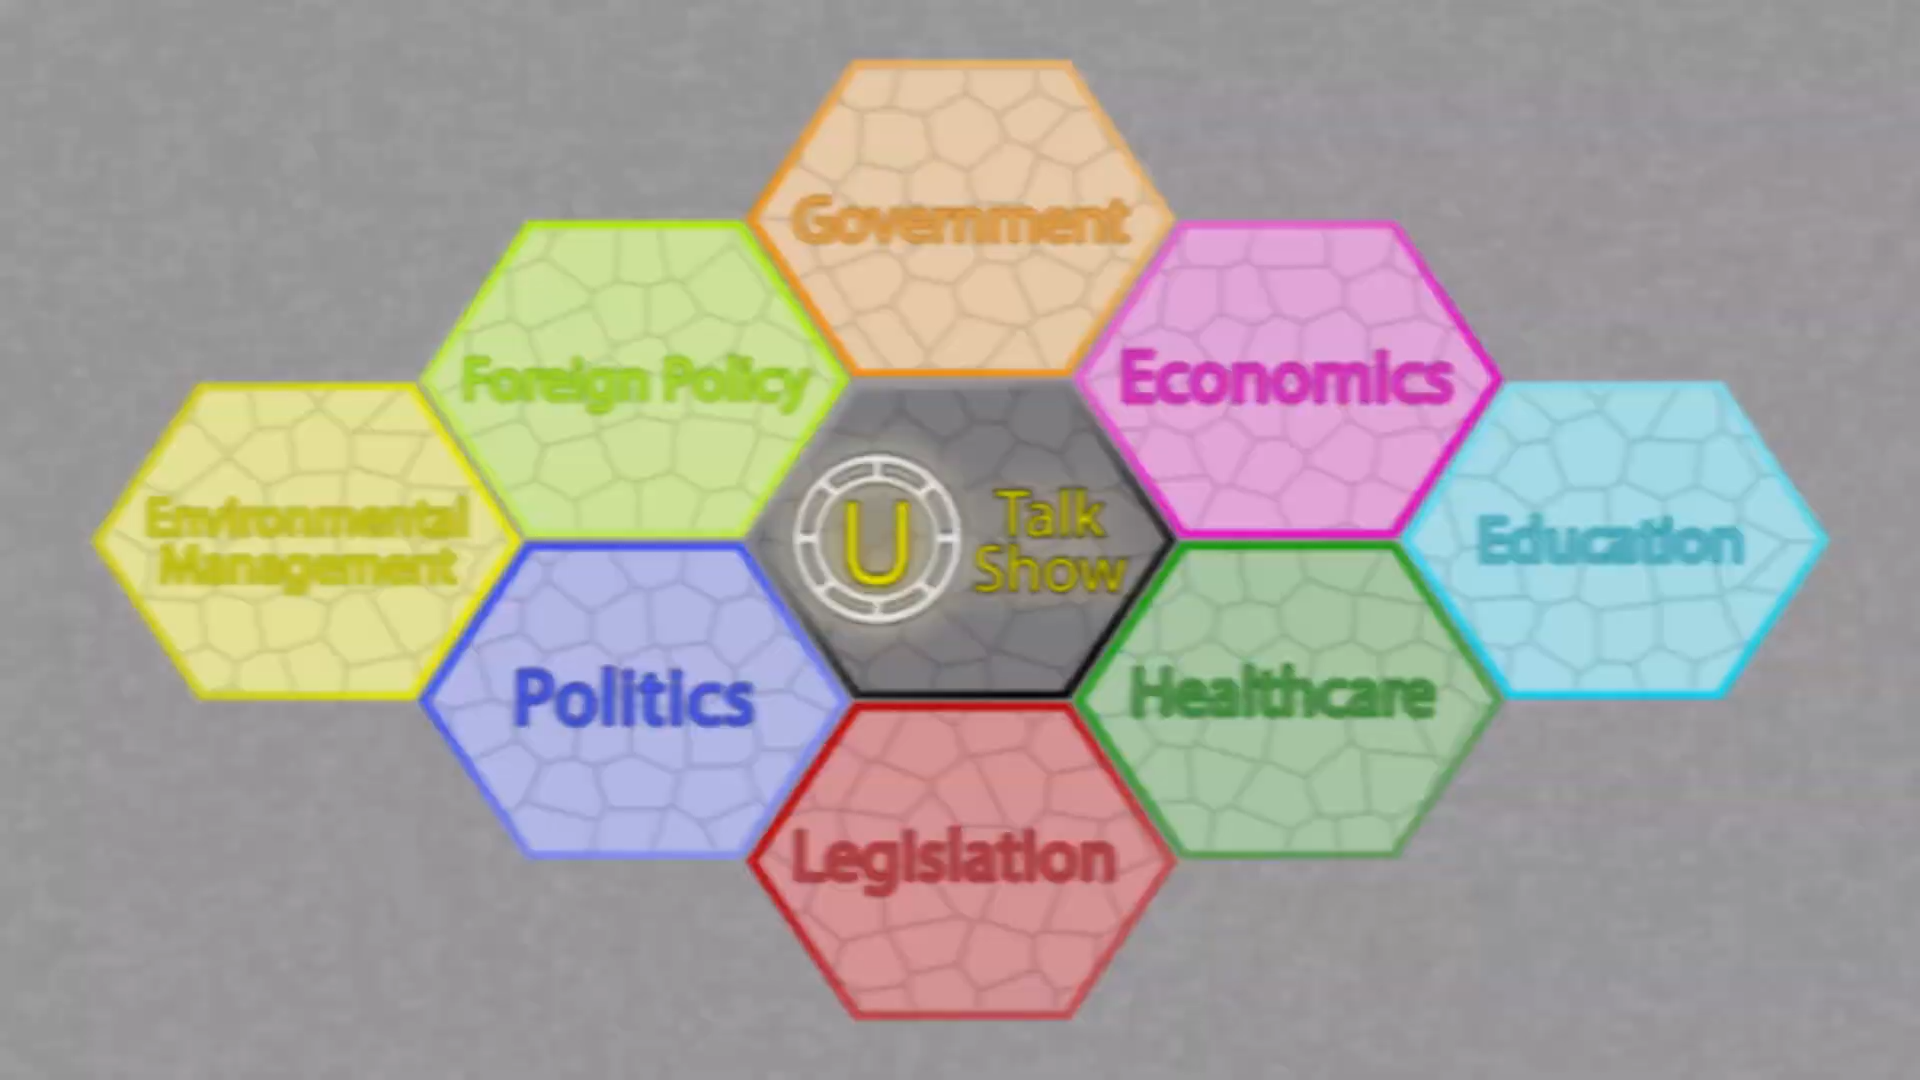 Government
Foreign Policy
Economics
Environmental
Management
U
Talk
Show
Education
Politics
Healthcare
Legislation